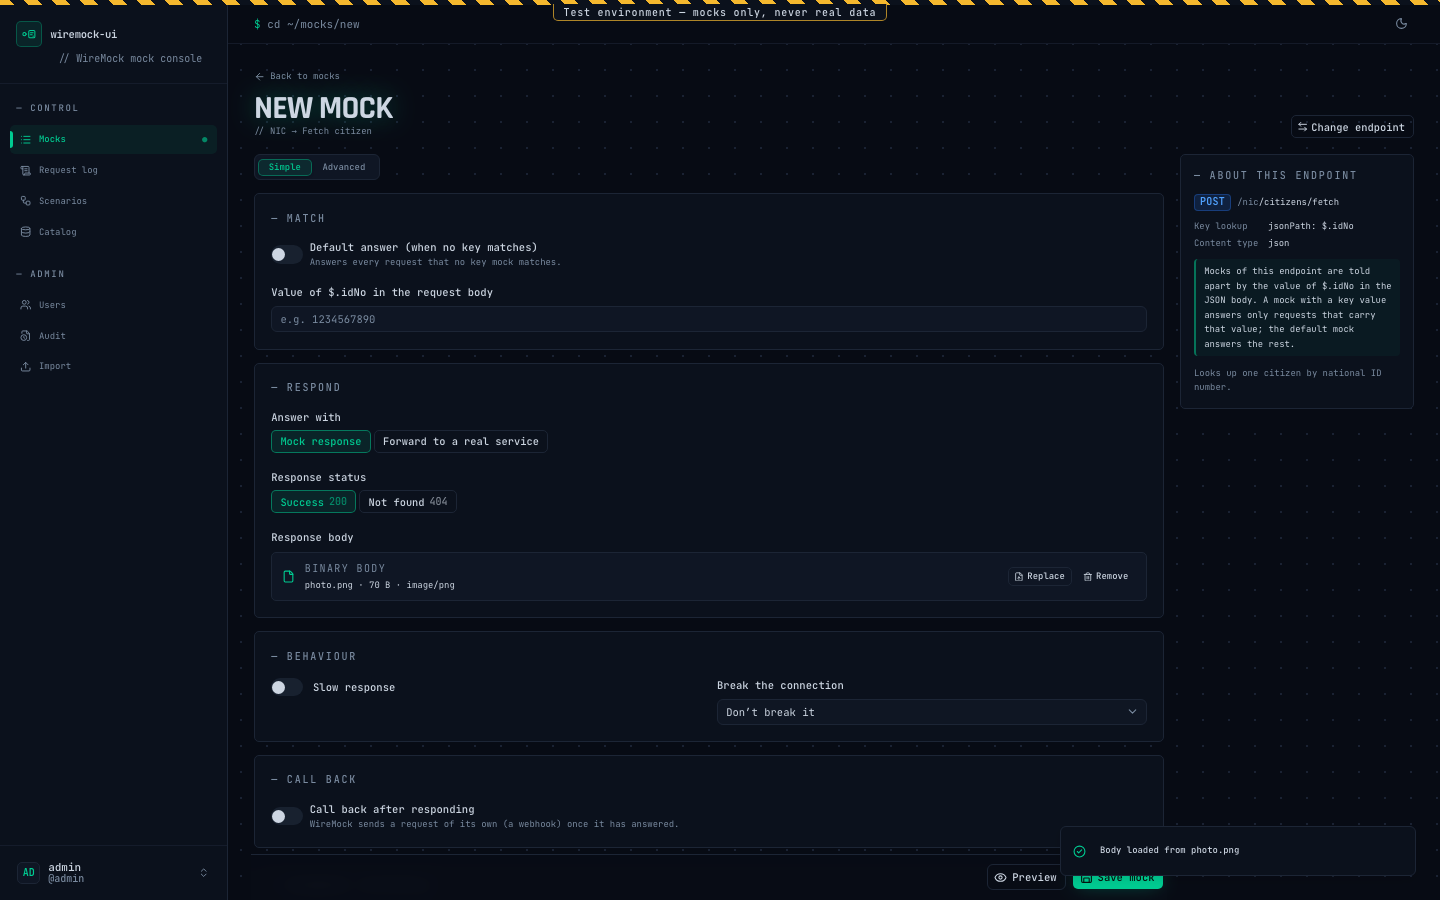 Test environment — mocks only, never real data
wiremock-ui
// WireMock mock console
— CONTROL
Mocks
Request log
Scenarios
Catalog
— ADMIN
Users
Audit
Import
AD
admin
@admin
$ cd ~/mocks/new
← Back to mocks
NEW MOCK
// NIC → Fetch citizen
Change endpoint
Simple
Advanced
— MATCH
Default answer (when no key matches)
Answers every request that no key mock matches.
Value of $.idNo in the request body
e.g. 1234567890
— RESPOND
Answer with
Mock response
Forward to a real service
Response status
Success 200
Not found 404
Response body
BINARY BODY
photo.png · 70 B · image/png
Replace
Remove
— BEHAVIOUR
Slow response
Break the connection
Don’t break it
— CALL BACK
Call back after responding
WireMock sends a request of its own (a webhook) once it has answered.
Preview
Save mock
— ABOUT THIS ENDPOINT
POST /nic/citizens/fetch
Key lookup jsonPath: $.idNo
Content type json
Mocks of this endpoint are told
apart by the value of $.idNo in the
JSON body. A mock with a key value
answers only requests that carry
that value; the default mock
answers the rest.
Looks up one citizen by national ID
number.
Body loaded from photo.png